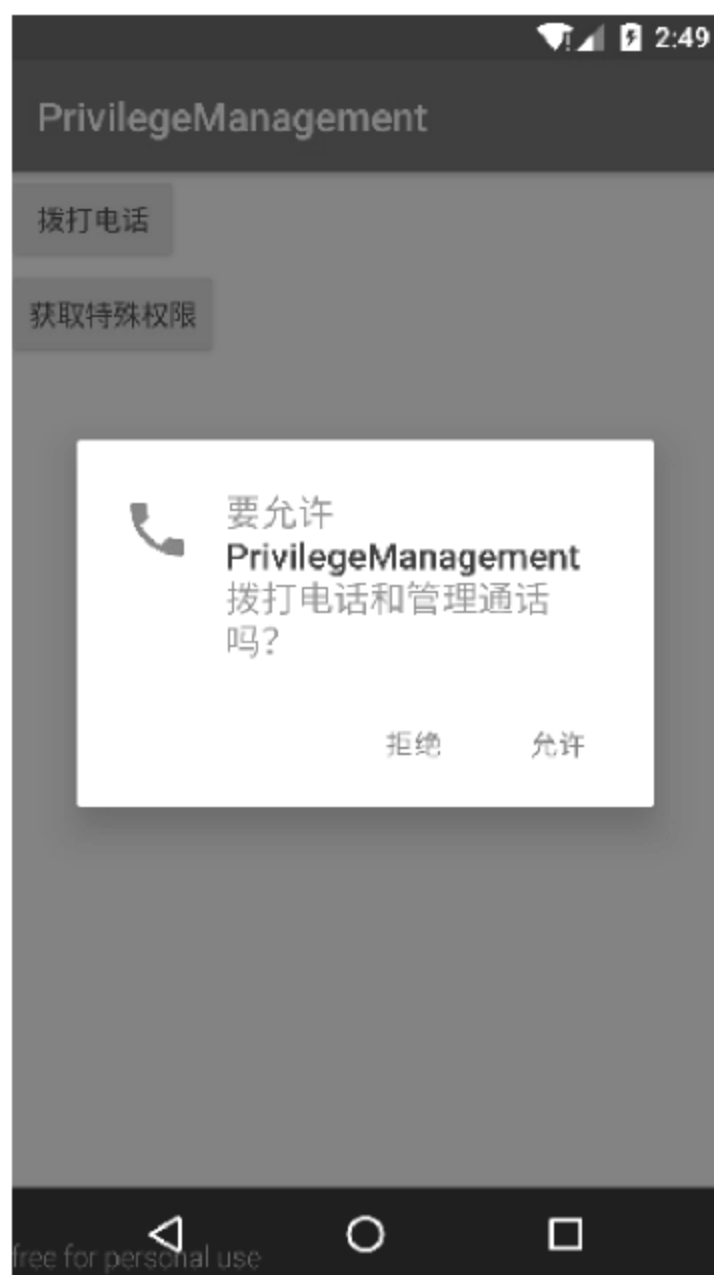 2:49
PrivilegeManagement
拨打电话
获取特殊权限
要允许
PrivilegeManagement
拨打电话和管理通话
吗?
拒绝 允许
free for personal use